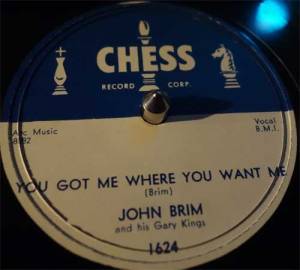 CHESS
RECORD CORP.
Arc Music Vocal
8182 B.M.I.
YOU GOT ME WHERE YOU WANT ME
(Brim)
JOHN BRIM
and his Gary Kings
1624